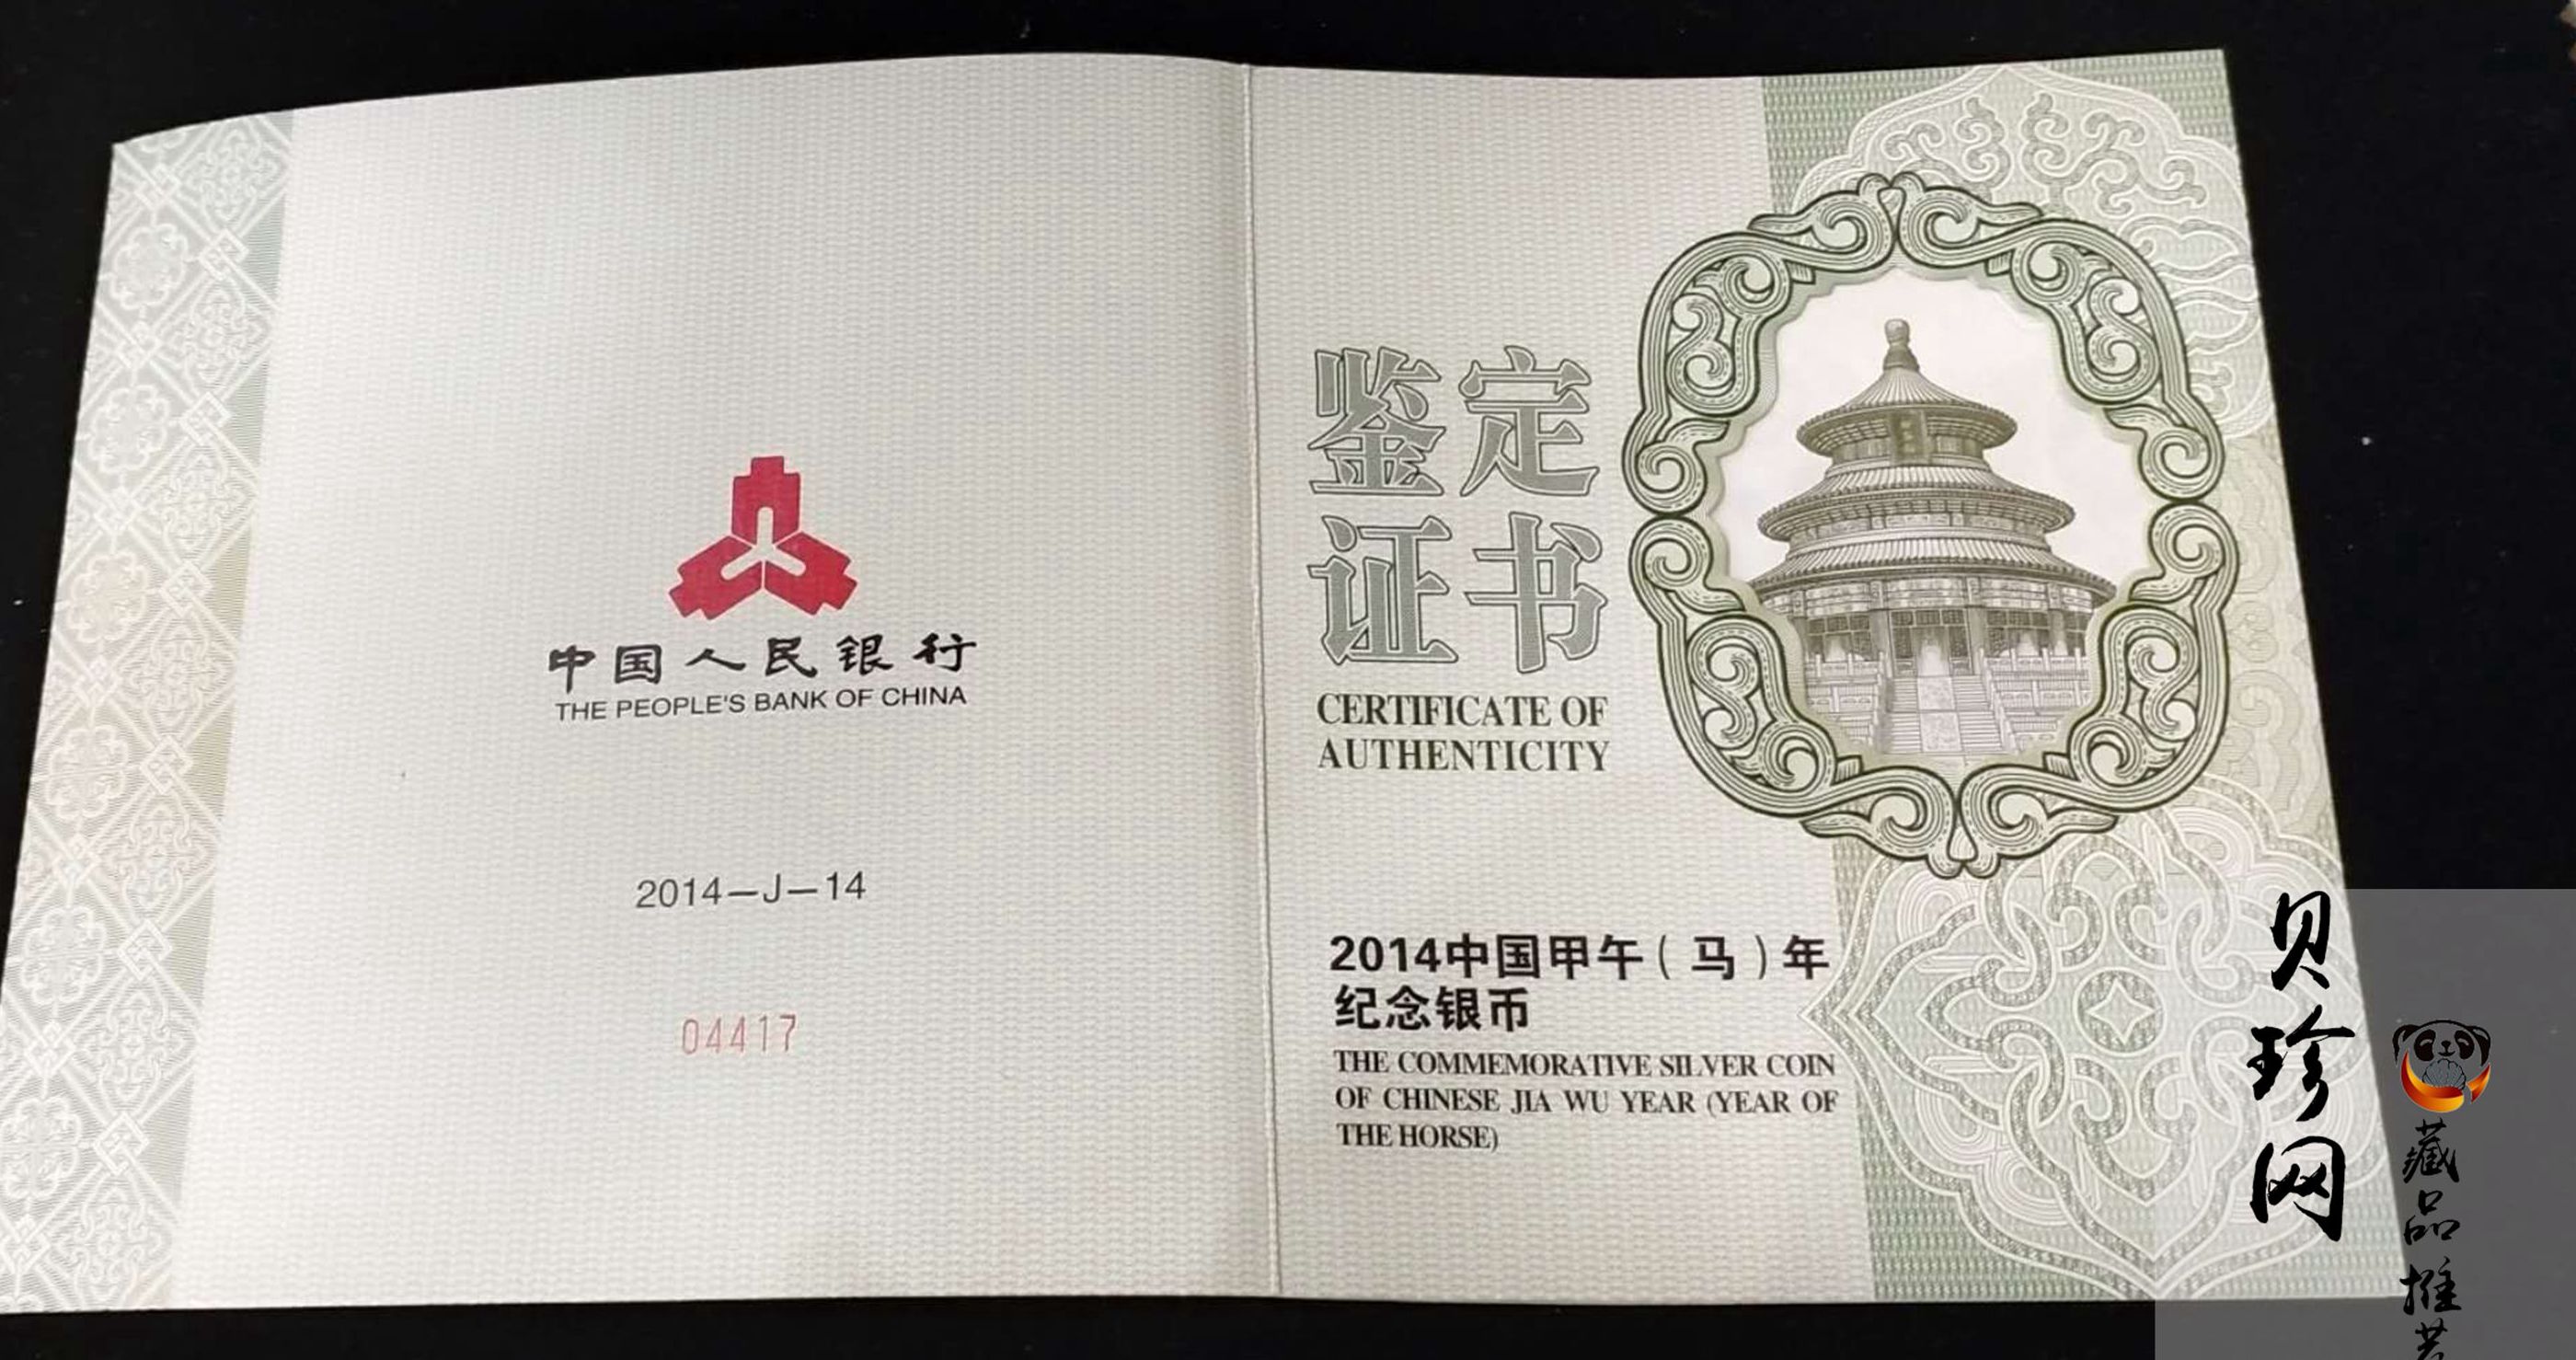 中国人民银行
THE PEOPLE'S BANK OF CHINA
2014—J—14
04417
鉴定
证书
CERTIFICATE OF
AUTHENTICITY
2014中国甲午（马）年
纪念银币
THE COMMEMORATIVE SILVER COIN
OF CHINESE JIA WU YEAR (YEAR OF
THE HORSE)
贝珍网
藏品推荐